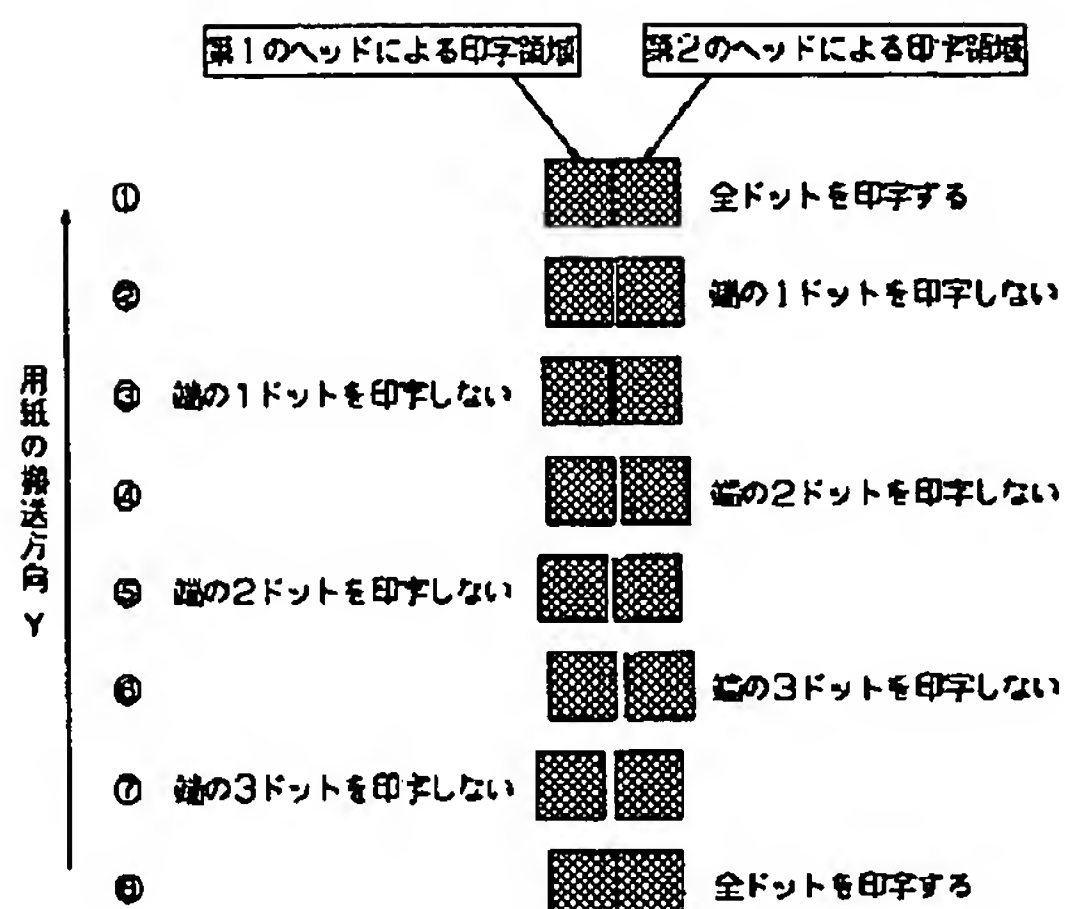 第1のヘッドによる印字領域
第2のヘッドによる印字領域
① 全ドットを印字する
② 端の1ドットを印字しない
③ 端の1ドットを印字しない
④ 端の2ドットを印字しない
⑤ 端の2ドットを印字しない
⑥ 端の3ドットを印字しない
⑦ 端の3ドットを印字しない
⑧ 全ドットを印字する
用紙の搬送方向 Y